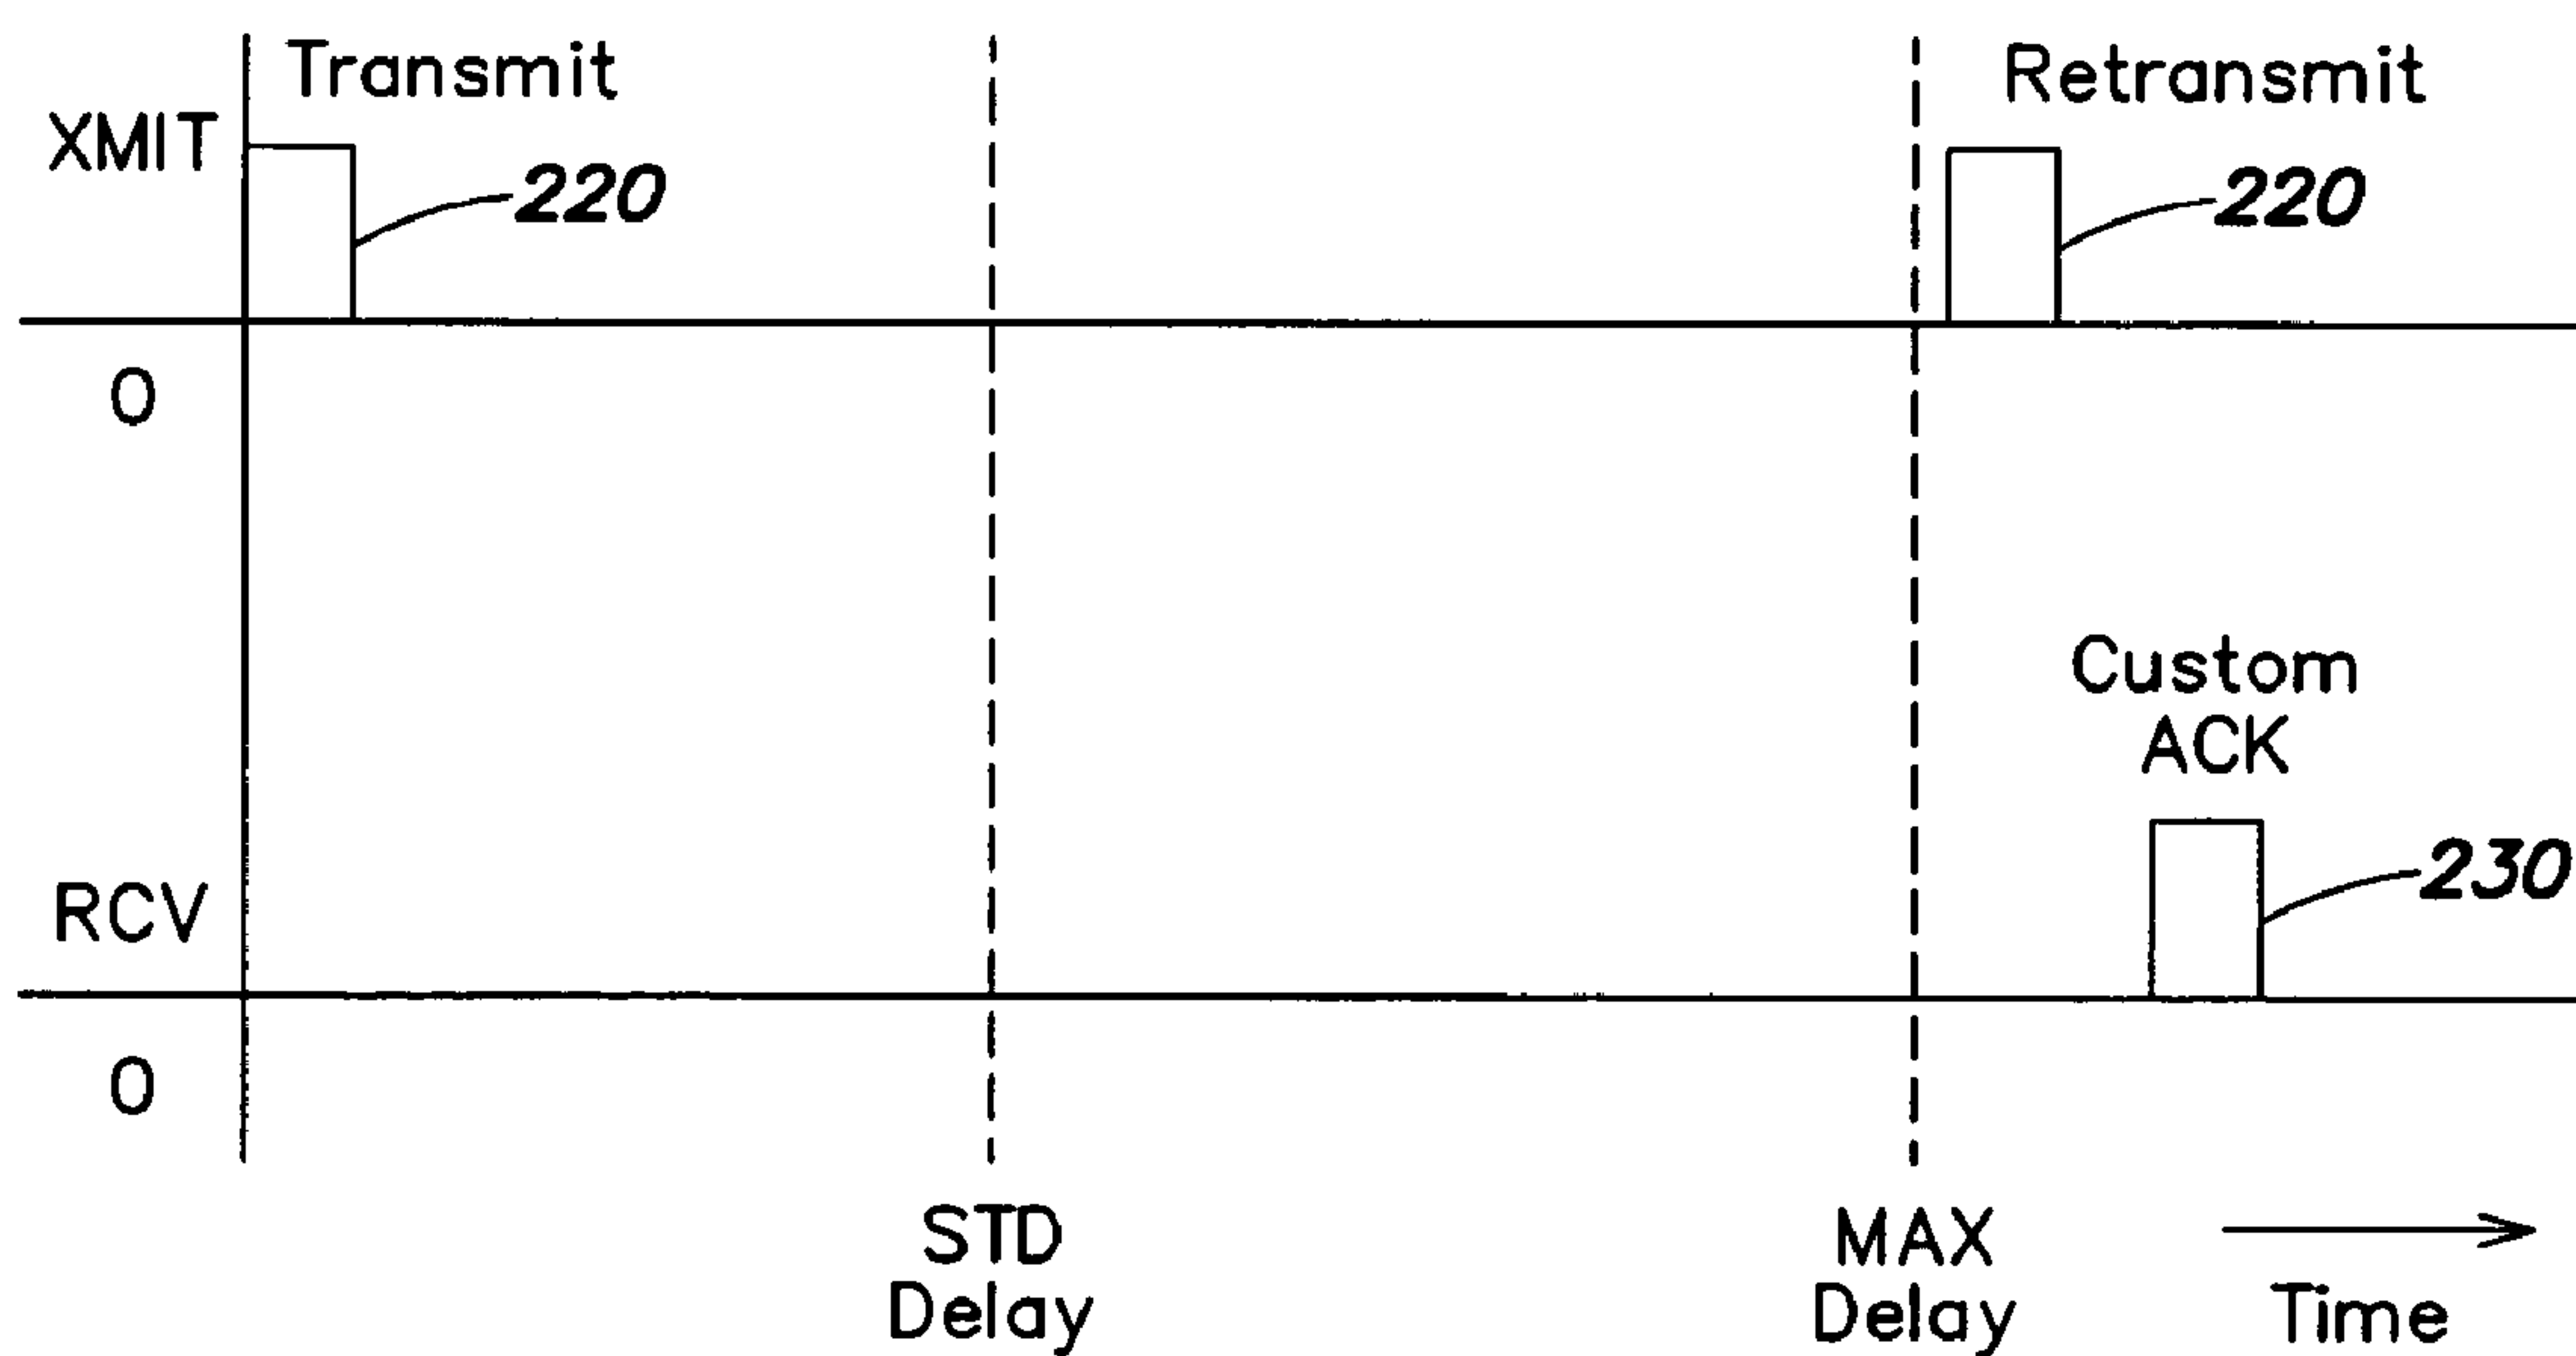 Transmit
Retransmit
XMIT
220
220
0
Custom
ACK
230
RCV
0
STD
Delay
MAX
Delay
Time